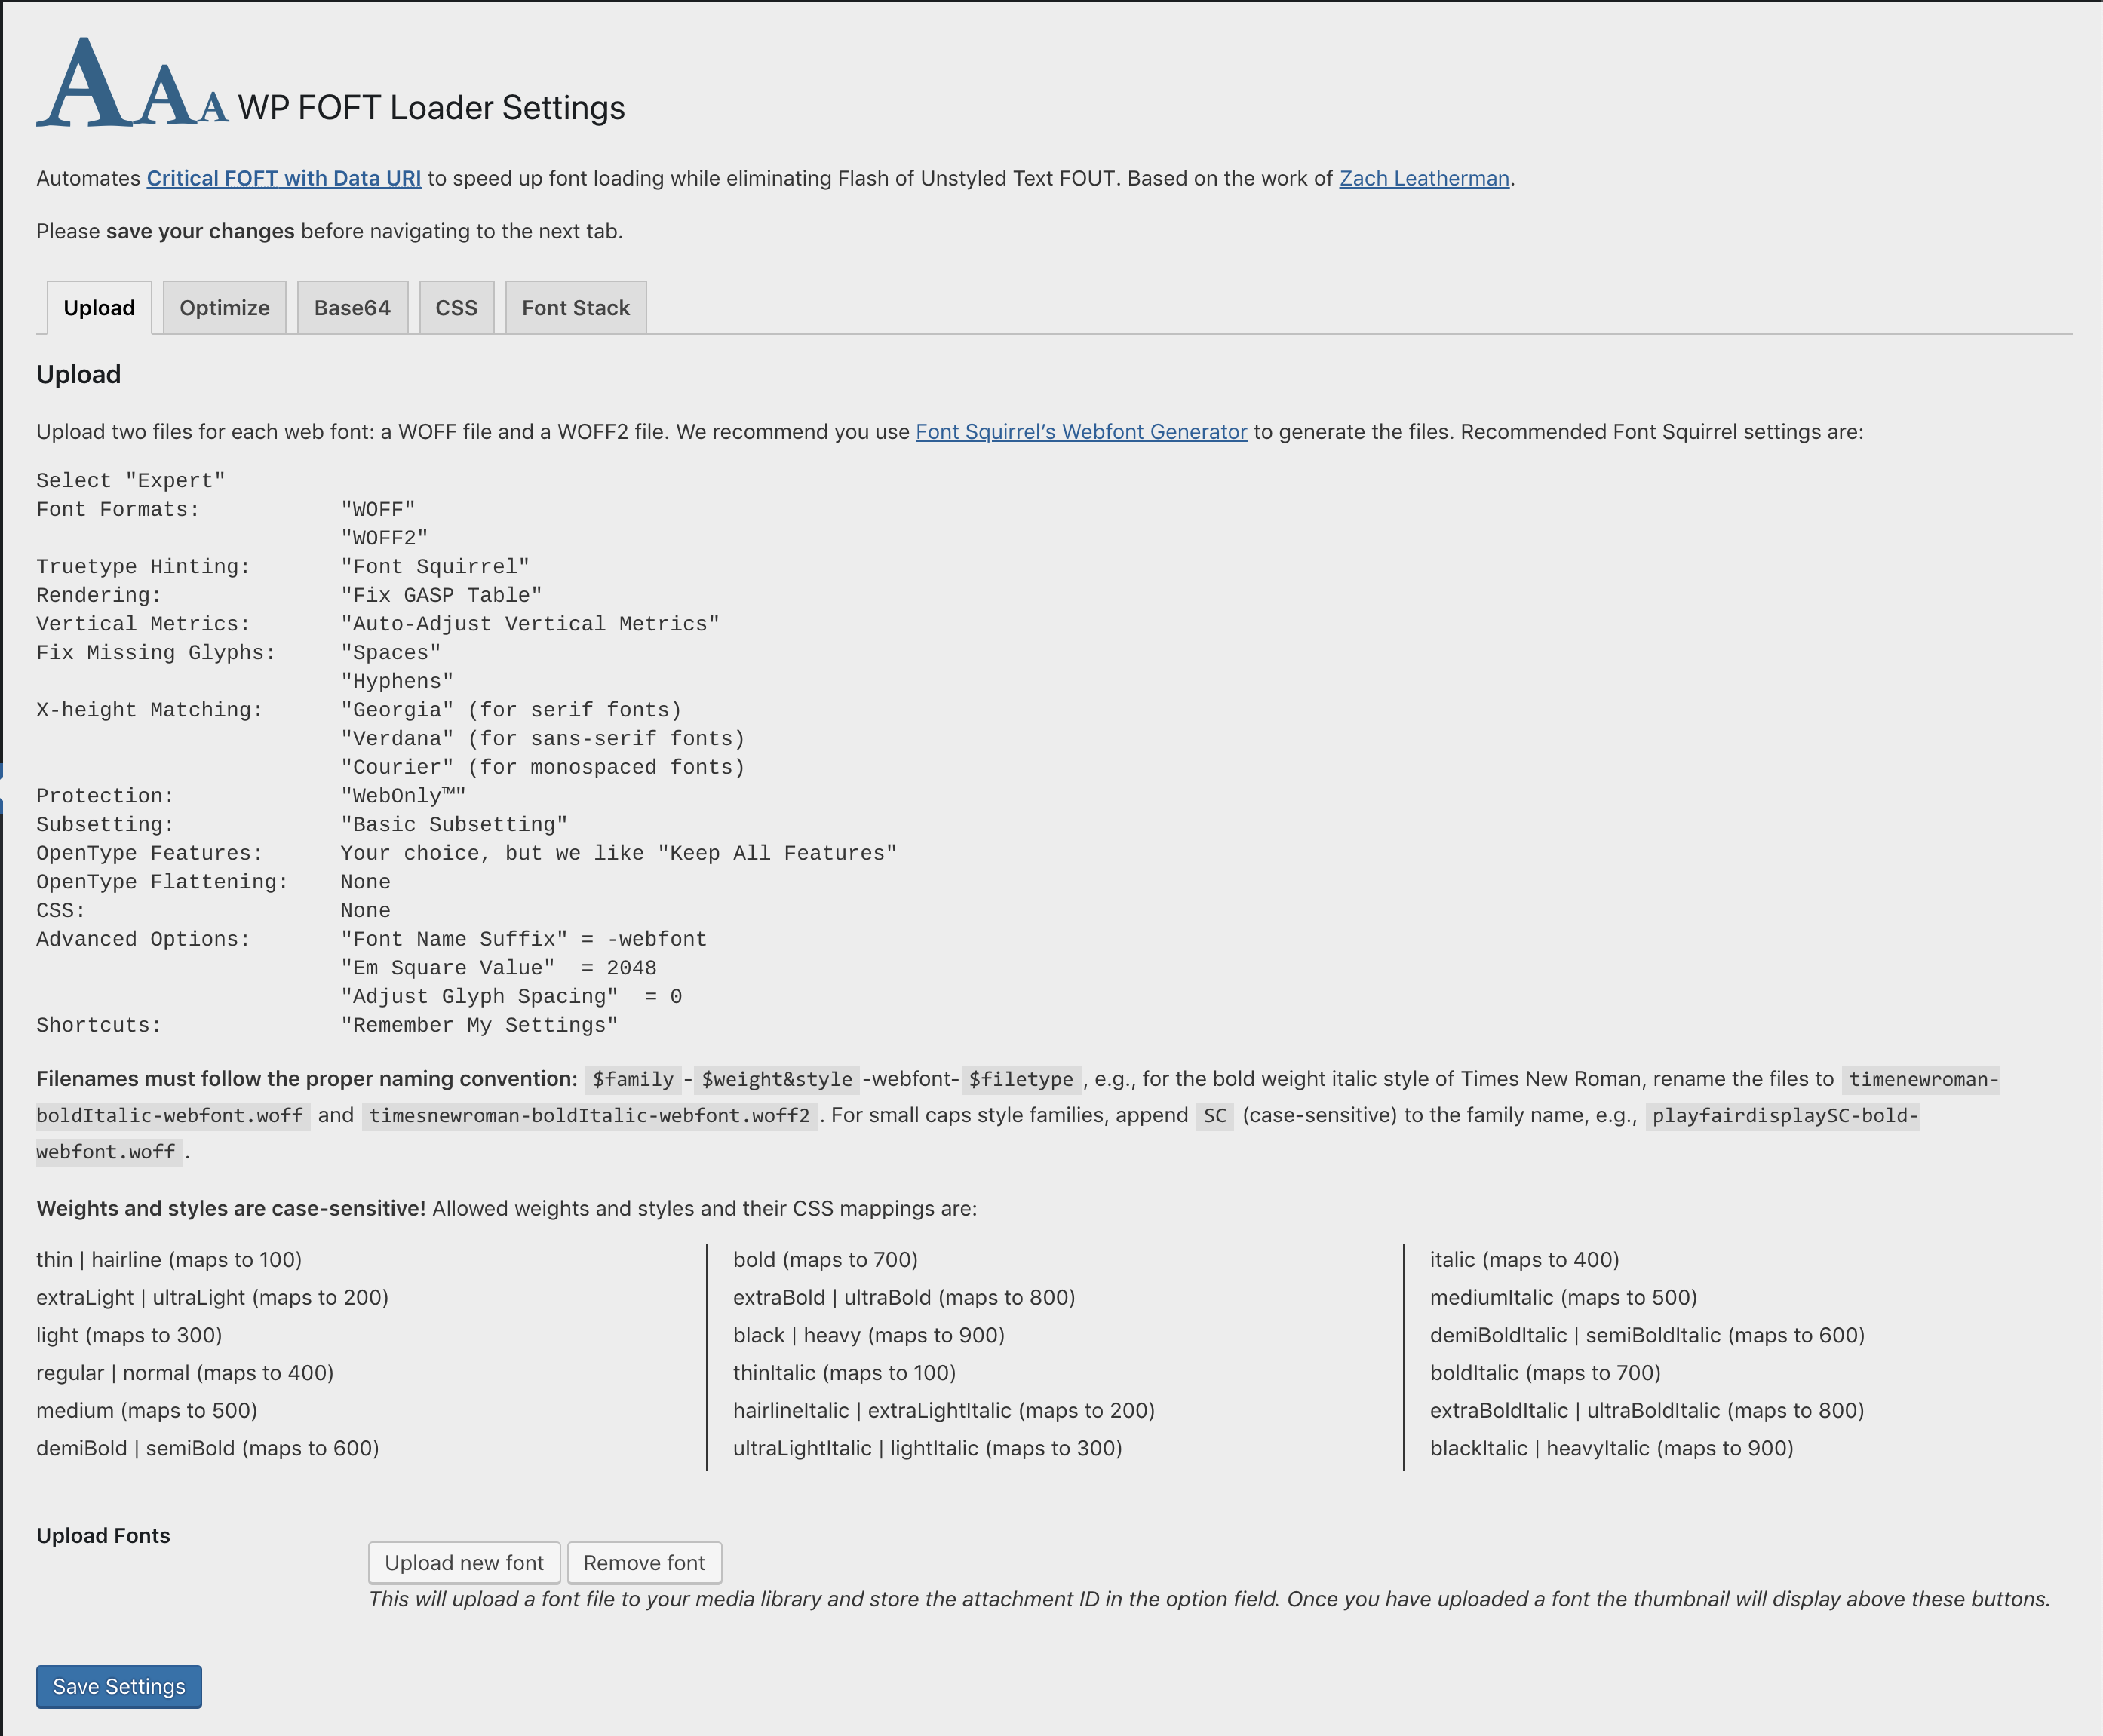 AAA WP FOFT Loader Settings
Automates Critical FOFT with Data URI to speed up font loading while eliminating Flash of Unstyled Text FOUT. Based on the work of Zach Leatherman.
Please save your changes before navigating to the next tab.
Upload Optimize Base64 CSS Font Stack
Upload
Upload two files for each web font: a WOFF file and a WOFF2 file. We recommend you use Font Squirrel’s Webfont Generator to generate the files. Recommended Font Squirrel settings are:
Select "Expert"
Font Formats: "WOFF"
"WOFF2"
Truetype Hinting: "Font Squirrel"
Rendering: "Fix GASP Table"
Vertical Metrics: "Auto-Adjust Vertical Metrics"
Fix Missing Glyphs: "Spaces"
"Hyphens"
X-height Matching: "Georgia" (for serif fonts)
"Verdana" (for sans-serif fonts)
"Courier" (for monospaced fonts)
Protection: "WebOnly™"
Subsetting: "Basic Subsetting"
OpenType Features: Your choice, but we like "Keep All Features"
OpenType Flattening: None
CSS: None
Advanced Options: "Font Name Suffix" = -webfont
"Em Square Value" = 2048
"Adjust Glyph Spacing" = 0
Shortcuts: "Remember My Settings"
Filenames must follow the proper naming convention: $family - $weight&style -webfont- $filetype , e.g., for the bold weight italic style of Times New Roman, rename the files to timenewroman-
boldItalic-webfont.woff and timesnewroman-boldItalic-webfont.woff2 . For small caps style families, append SC (case-sensitive) to the family name, e.g., playfairdisplaySC-bold-
webfont.woff .
Weights and styles are case-sensitive! Allowed weights and styles and their CSS mappings are:
thin | hairline (maps to 100)
extraLight | ultraLight (maps to 200)
light (maps to 300)
regular | normal (maps to 400)
medium (maps to 500)
demiBold | semiBold (maps to 600)
bold (maps to 700)
extraBold | ultraBold (maps to 800)
black | heavy (maps to 900)
thinItalic (maps to 100)
hairlineItalic | extraLightItalic (maps to 200)
ultraLightItalic | lightItalic (maps to 300)
italic (maps to 400)
mediumItalic (maps to 500)
demiBoldItalic | semiBoldItalic (maps to 600)
boldItalic (maps to 700)
extraBoldItalic | ultraBoldItalic (maps to 800)
blackItalic | heavyItalic (maps to 900)
Upload Fonts
Upload new font Remove font
This will upload a font file to your media library and store the attachment ID in the option field. Once you have uploaded a font the thumbnail will display above these buttons.
Save Settings